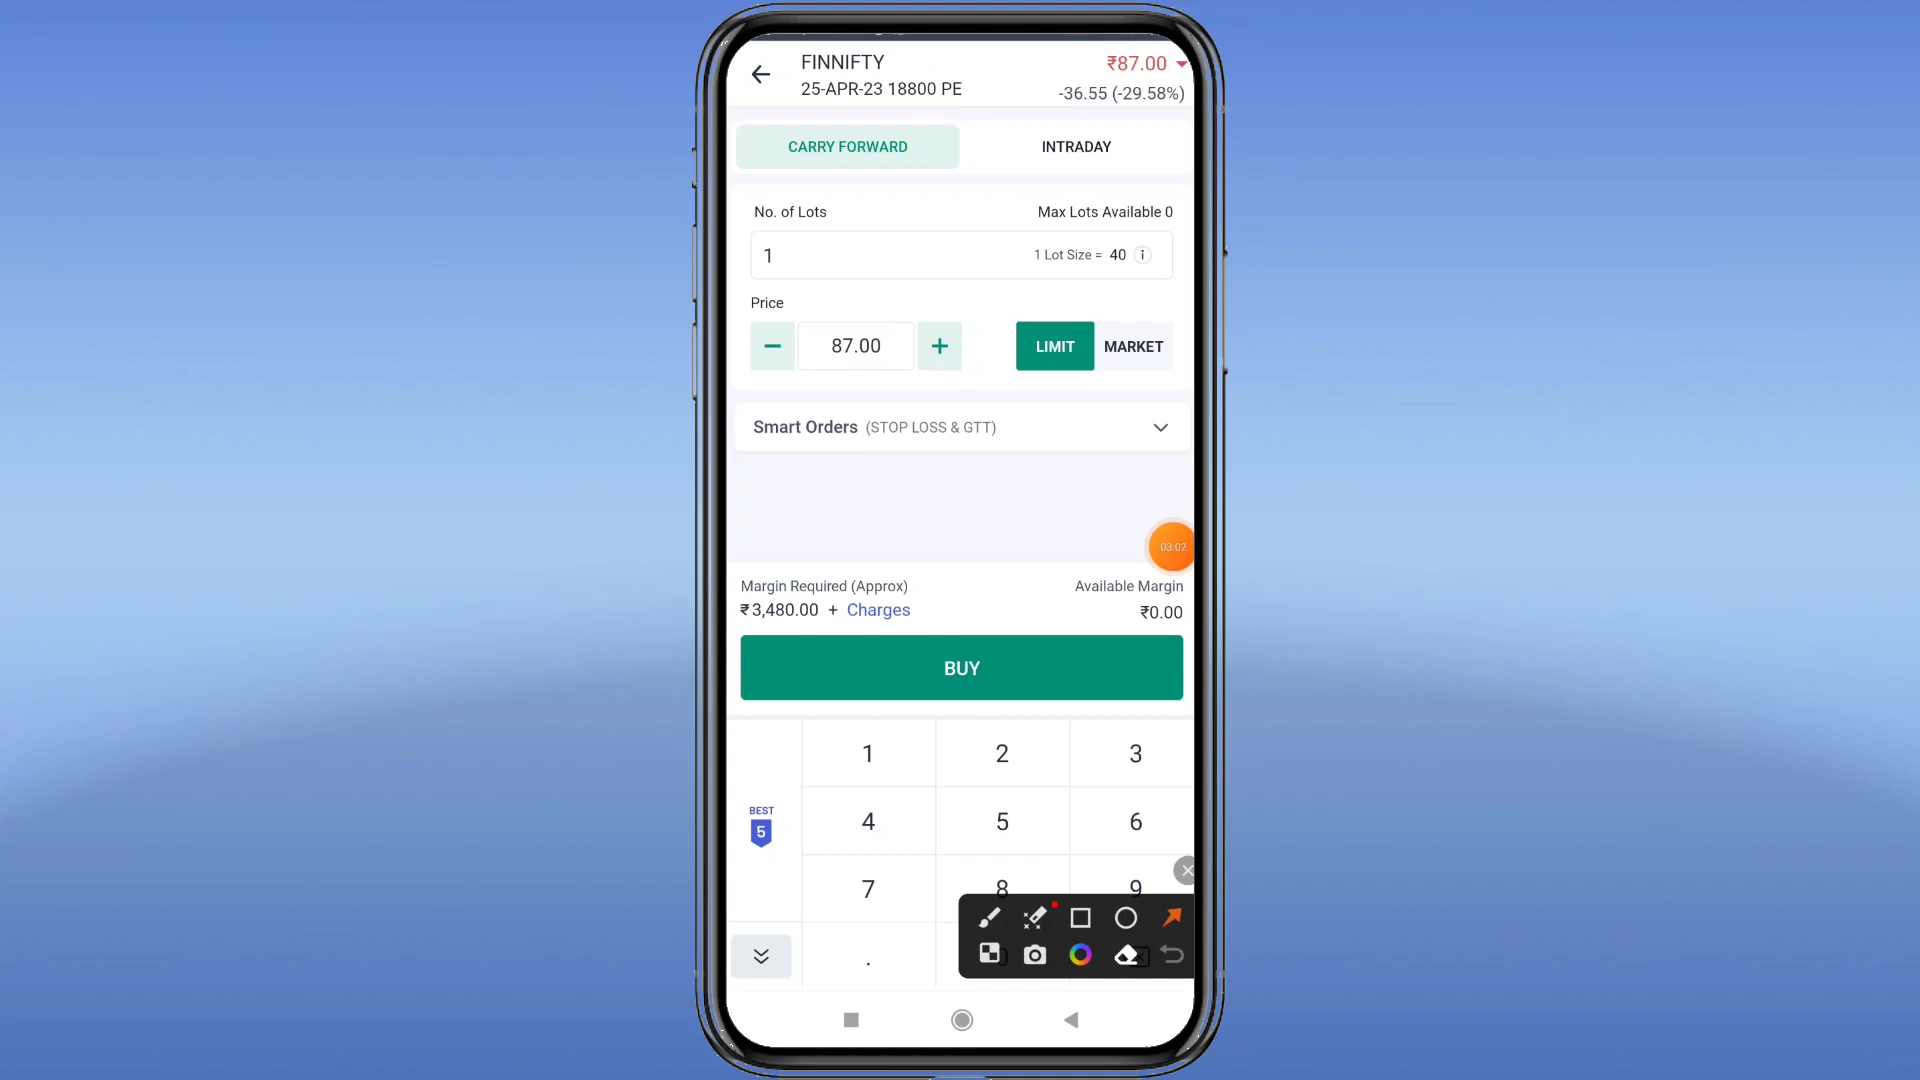 FINNIFTY
₹87.00
25-APR-23 18800 PE
-36.55 (-29.58%)
CARRY FORWARD
INTRADAY
No. of Lots
Max Lots Available 0
1
1 Lot Size = 40
Price
87.00
LIMIT
MARKET
Smart Orders (STOP LOSS & GTT)
03:02
Margin Required (Approx)
Available Margin
₹3,480.00 + Charges
₹0.00
BUY
1
2
3
BEST
5
4
5
6
7
8
9
.